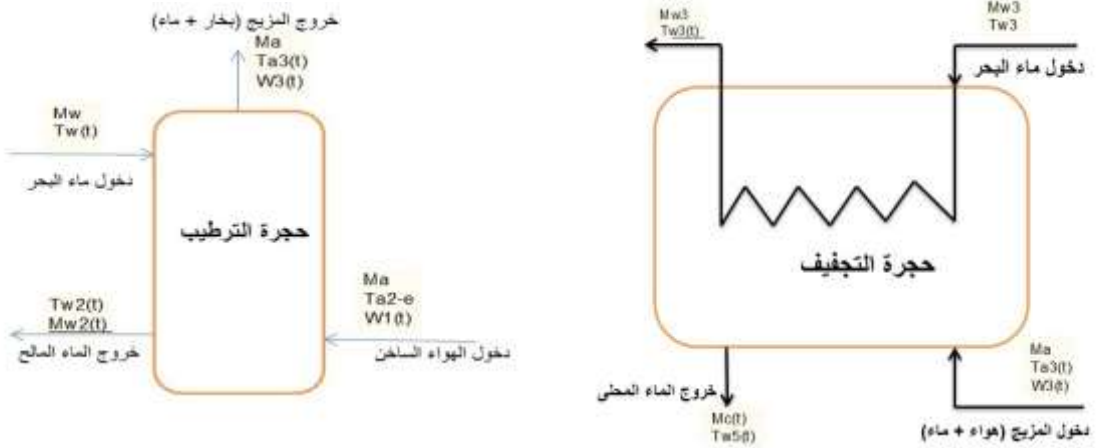 خروج المزيج (بخار + ماء)
Ma
Ta3(t)
W3(t)
Mw
Tw(t)
دخول ماء البحر
حجرة الترطيب
Tw2(t)
Mw2(t)
خروج الماء المالح
Ma
Ta2-e
W1(t)
دخول الهواء الساخن
Mw3
Tw3(t)
Mw3
Tw3
دخول ماء البحر
حجرة التجفيف
خروج الماء المحلى
Mc(t)
Tw5(t)
Ma
Ta3(t)
W3(t)
دخول المزيج (هواء + ماء)